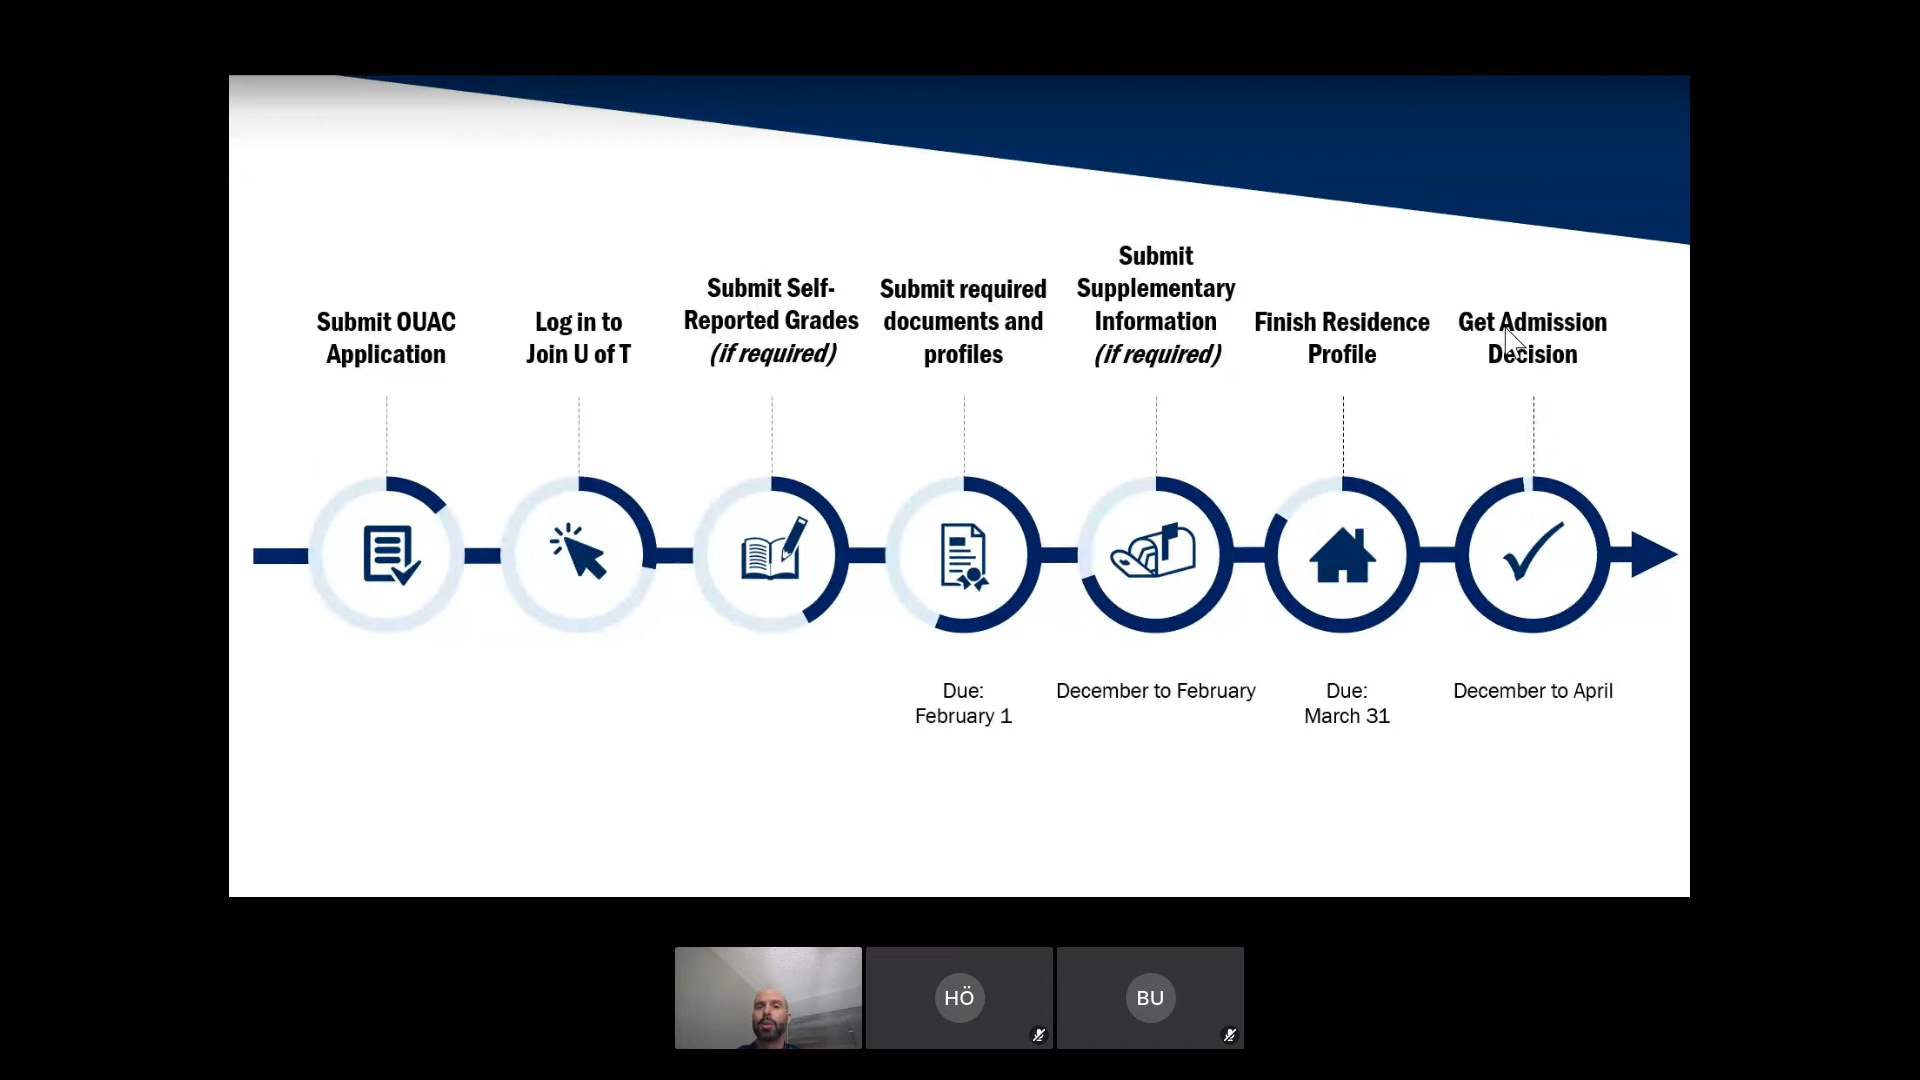 Submit OUAC
Application
Log in to
Join U of T
Submit Self-
Reported Grades
(if required)
Submit required
documents and
profiles
Submit
Supplementary
Information
(if required)
Finish Residence
Profile
Get Admission
Decision
Due:
February 1
December to February
Due:
March 31
December to April
HÖ
BU